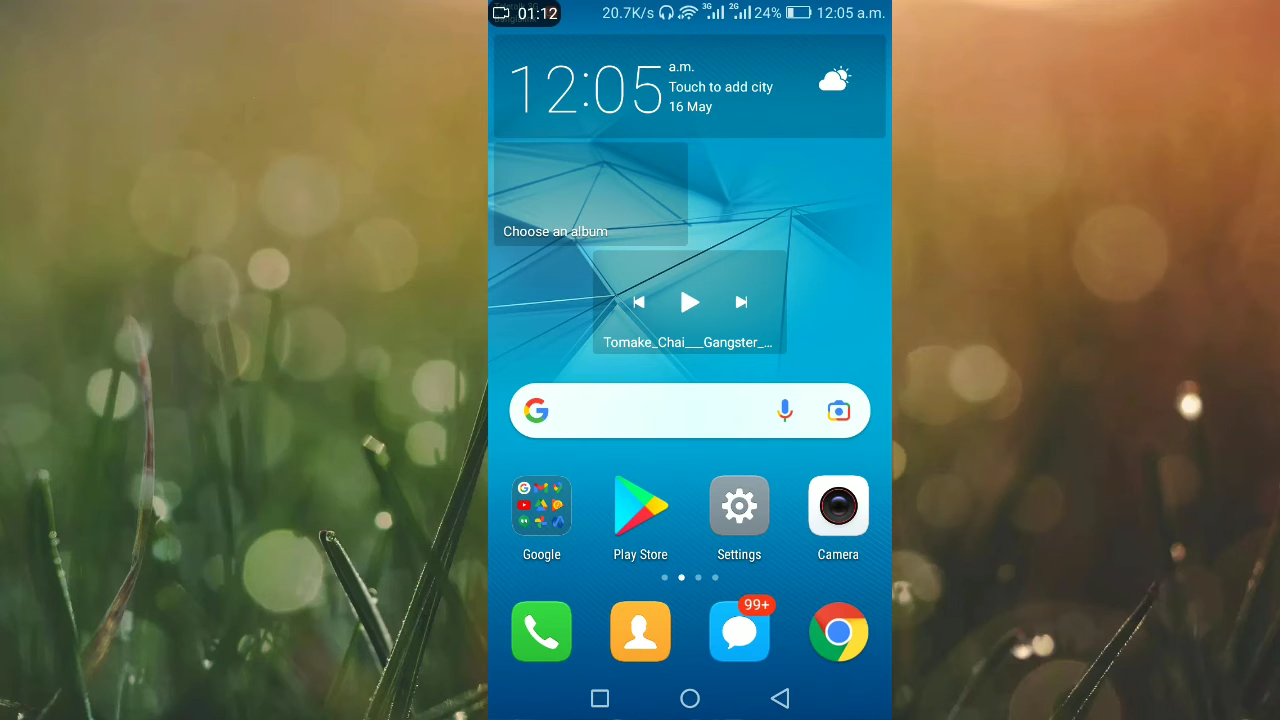 01:12 20.7K/s 3G 2G 24% 12:05 a.m.
12:05
a.m.
Touch to add city
16 May
Choose an album
Tomake_Chai___Gangster_...
Google
Play Store
Settings
Camera
99+